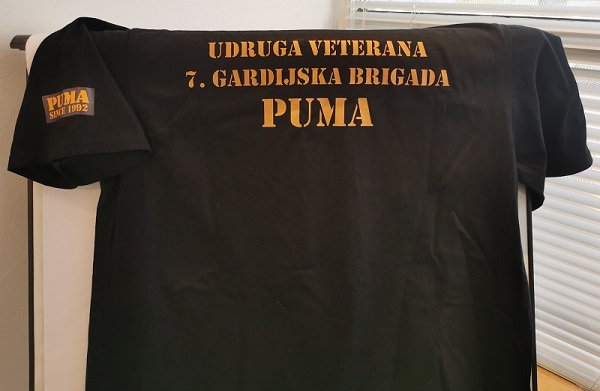 UDRUGA VETERANA
7. GARDIJSKA BRIGADA
PUMA
PUMA
SINCE 1992